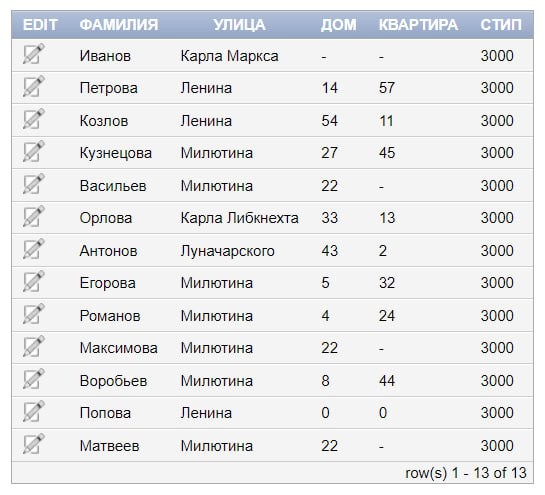 EDIT ФАМИЛИЯ УЛИЦА ДОМ КВАРТИРА СТИП
Иванов Карла Маркса - - 3000
Петрова Ленина 14 57 3000
Козлов Ленина 54 11 3000
Кузнецова Милютина 27 45 3000
Васильев Милютина 22 - 3000
Орлова Карла Либкнехта 33 13 3000
Антонов Луначарского 43 2 3000
Егорова Милютина 5 32 3000
Романов Милютина 4 24 3000
Максимова Милютина 22 - 3000
Воробьев Милютина 8 44 3000
Попова Ленина 0 0 3000
Матвеев Милютина 22 - 3000
row(s) 1 - 13 of 13